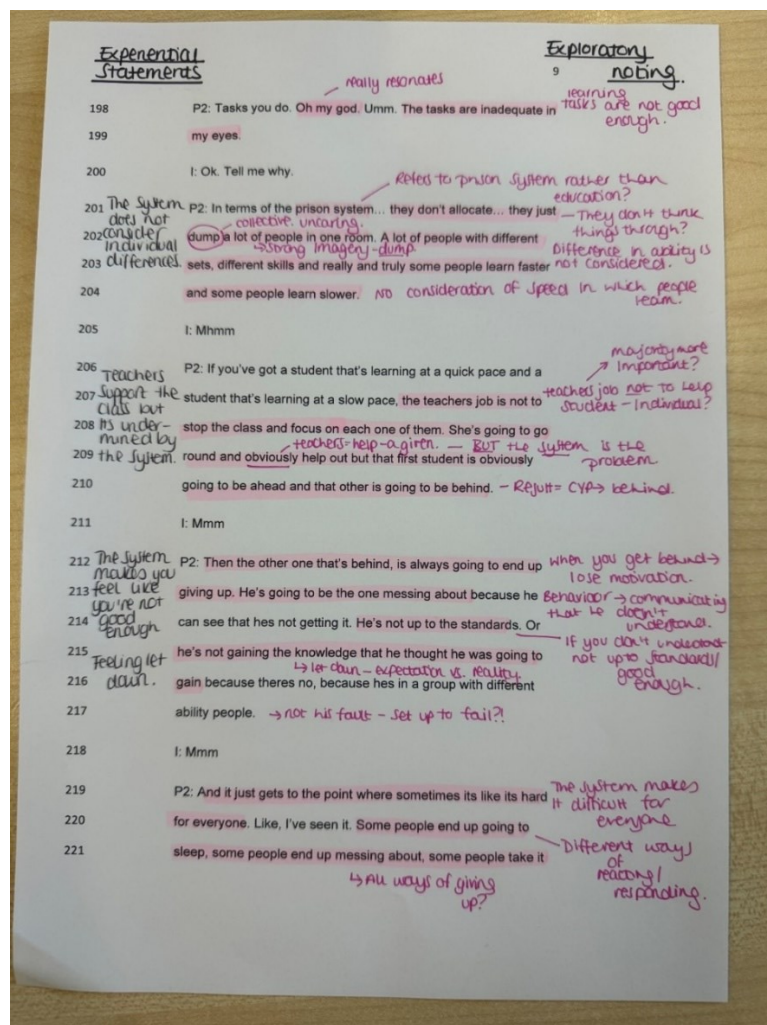 Experiential
Statements
Exploratory
noting.
9
really resonates
198 P2: Tasks you do. Oh my god. Umm. The tasks are inadequate in
learning
tasks are not good
enough.
199 my eyes.
200 I: Ok. Tell me why.
Refers to prison system rather than
education?
The System
does not
consider
individual
differences.
201 P2: In terms of the prison system... they don't allocate... they just
– They don't think
things through?
collective. uncaring.
202 dump a lot of people in one room. A lot of people with different
↳ strong imagery - dump
Difference in ability is
not considered.
203 sets, different skills and really and truly some people learn faster
204 and some people learn slower.
No consideration of speed in which people
learn.
205 I: Mhmm
majority more
important?
Teachers
support the
class but
its under-
mined by
the system.
206 P2: If you've got a student that's learning at a quick pace and a
207 student that's learning at a slow pace, the teachers job is not to
teachers job not to help
student – Individual?
208 stop the class and focus on each one of them. She's going to go
→ teachers = help – a given. — BUT the system is the
problem.
209 round and obviously help out but that first student is obviously
210 going to be ahead and that other is going to be behind.
– Result = CYP → behind.
211 I: Mmm
The system
makes you
feel like
you're not
good
enough
212 P2: Then the other one that's behind, is always going to end up
when you get behind →
lose motivation.
213 giving up. He's going to be the one messing about because he
Behaviour → communicating
that he doesn't
understand.
214 can see that hes not getting it. He's not up to the standards. Or
If you don't understand
not up to standards/
good
enough.
Feeling let
down.
215 he's not gaining the knowledge that he thought he was going to
↳ let down – expectation vs. reality
216 gain because theres no, because hes in a group with different
217 ability people.
→ not his fault – set up to fail?!
218 I: Mmm
219 P2: And it just gets to the point where sometimes its like its hard
The system makes
it difficult for
everyone
220 for everyone. Like, I've seen it. Some people end up going to
Different ways
of
reacting/
responding.
221 sleep, some people end up messing about, some people take it
↳ All ways of giving
up?